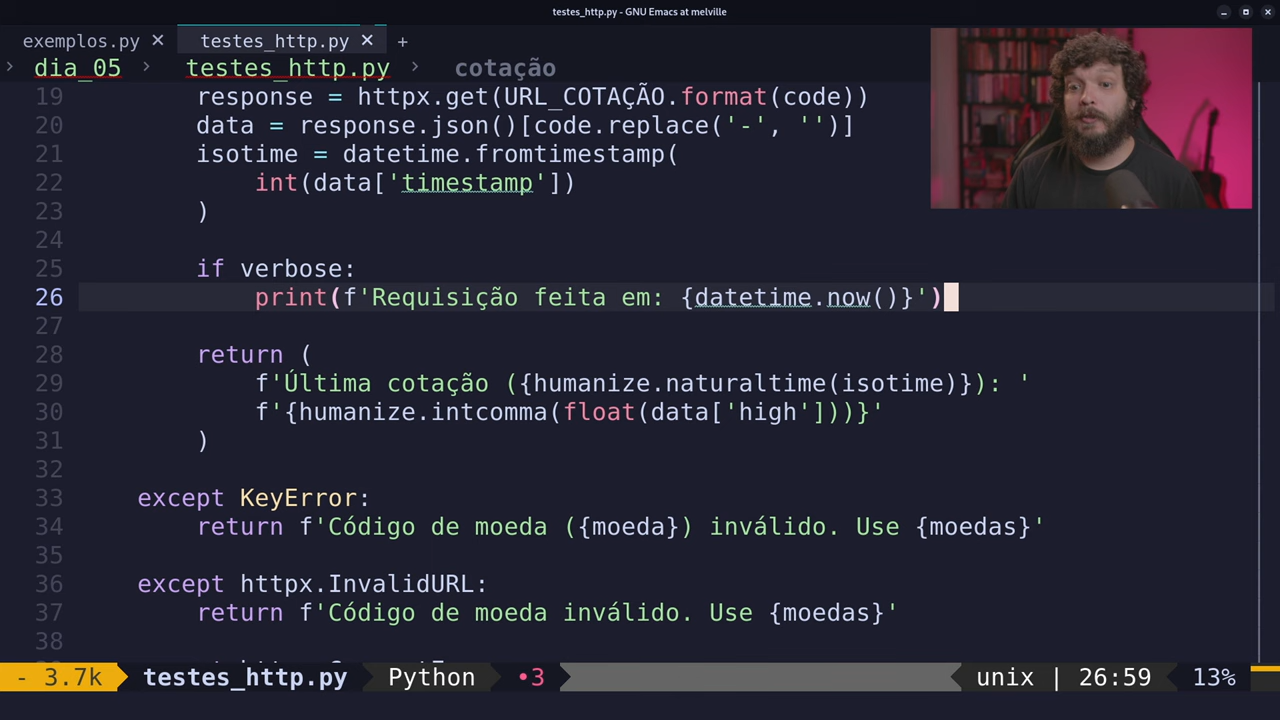 testes_http.py - GNU Emacs at melville
exemplos.py × testes_http.py × +
> dia_05 > testes_http.py > cotação
19 response = httpx.get(URL_COTAÇÃO.format(code))
20 data = response.json()[code.replace('-', '')]
21 isotime = datetime.fromtimestamp(
22 int(data['timestamp'])
23 )
24
25 if verbose:
26 print(f'Requisição feita em: {datetime.now()}')
27
28 return (
29 f'Última cotação ({humanize.naturaltime(isotime)}): '
30 f'{humanize.intcomma(float(data['high']))}'
31 )
32
33 except KeyError:
34 return f'Código de moeda ({moeda}) inválido. Use {moedas}'
35
36 except httpx.InvalidURL:
37 return f'Código de moeda inválido. Use {moedas}'
38
- 3.7k testes_http.py Python •3 unix | 26:59 13%